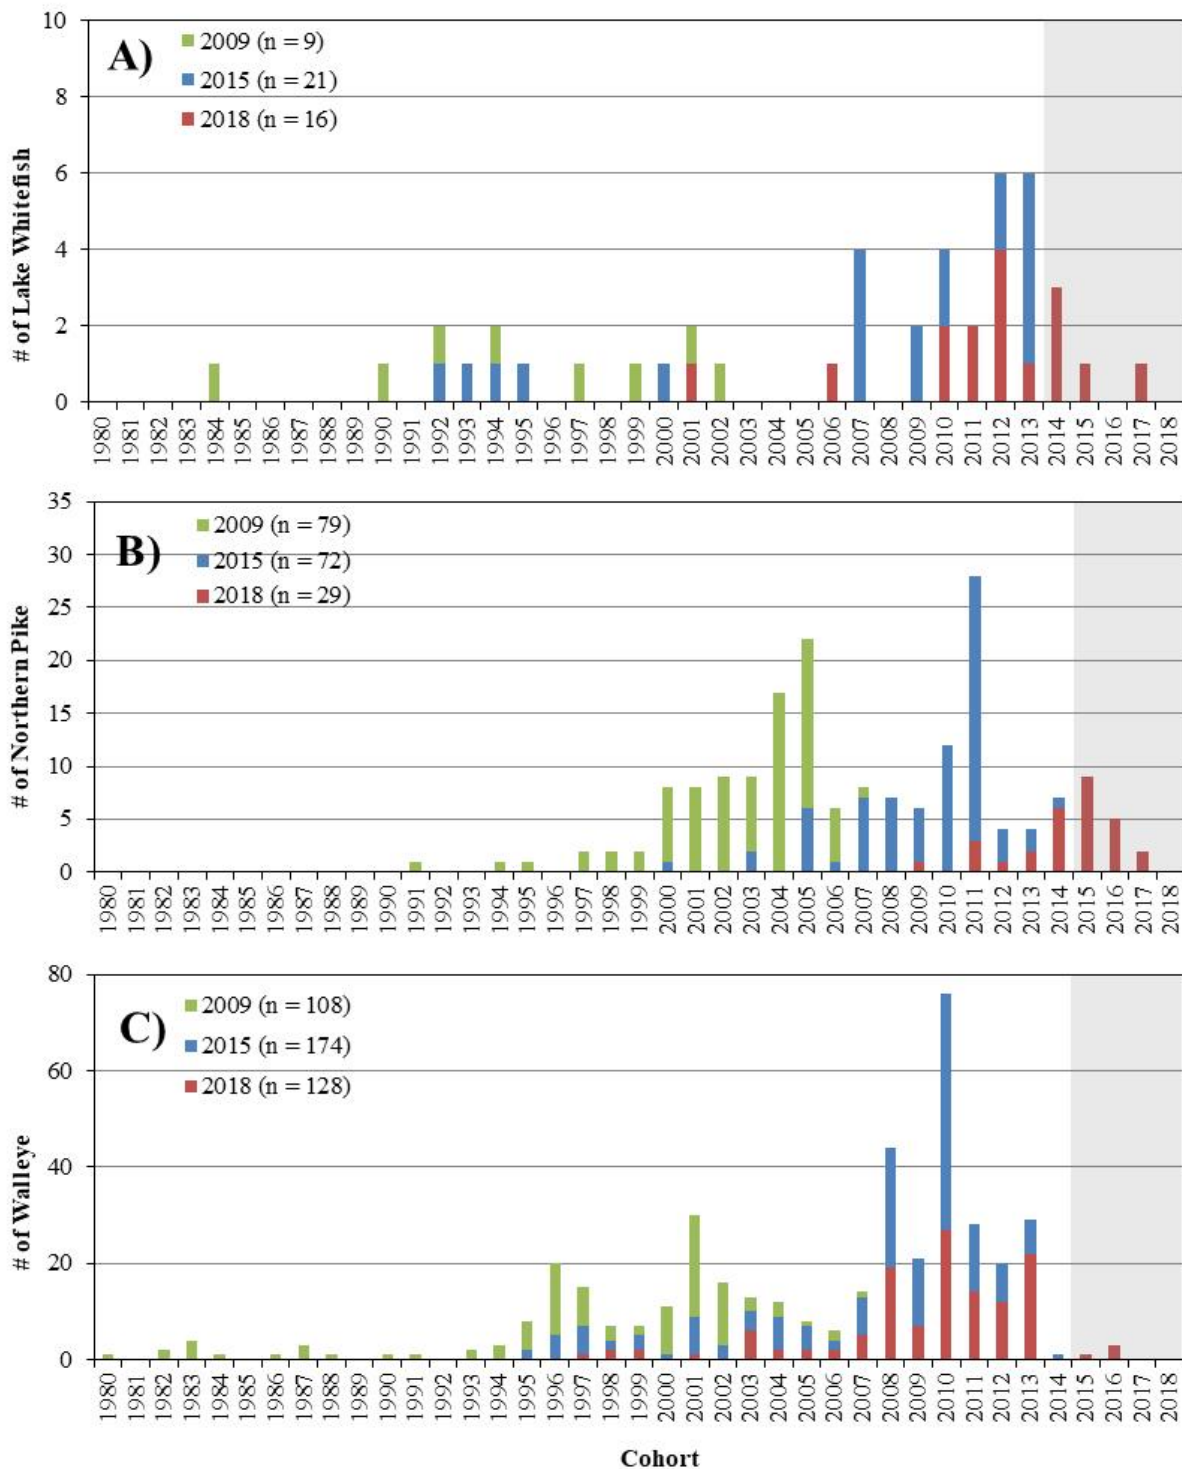 A)
2009 (n = 9)
2015 (n = 21)
2018 (n = 16)
# of Lake Whitefish
10
8
6
4
2
0
1980 1981 1982 1983 1984 1985 1986 1987 1988 1989 1990 1991 1992 1993 1994 1995 1996 1997 1998 1999 2000 2001 2002 2003 2004 2005 2006 2007 2008 2009 2010 2011 2012 2013 2014 2015 2016 2017 2018
B)
2009 (n = 79)
2015 (n = 72)
2018 (n = 29)
# of Northern Pike
35
30
25
20
15
10
5
0
1980 1981 1982 1983 1984 1985 1986 1987 1988 1989 1990 1991 1992 1993 1994 1995 1996 1997 1998 1999 2000 2001 2002 2003 2004 2005 2006 2007 2008 2009 2010 2011 2012 2013 2014 2015 2016 2017 2018
C)
2009 (n = 108)
2015 (n = 174)
2018 (n = 128)
# of Walleye
80
60
40
20
0
1980 1981 1982 1983 1984 1985 1986 1987 1988 1989 1990 1991 1992 1993 1994 1995 1996 1997 1998 1999 2000 2001 2002 2003 2004 2005 2006 2007 2008 2009 2010 2011 2012 2013 2014 2015 2016 2017 2018
Cohort